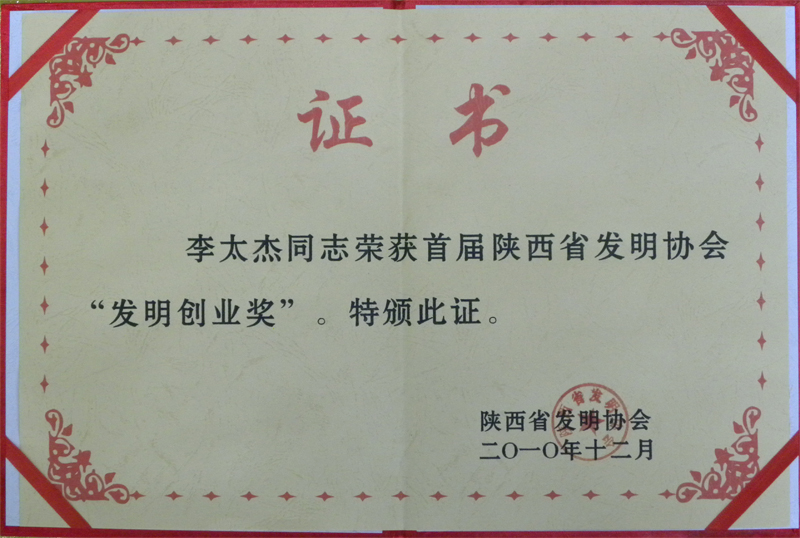 证书
李太杰同志荣获首届陕西省发明协会
“发明创业奖”。特颁此证。
陕西省发明协会
二〇一〇年十二月